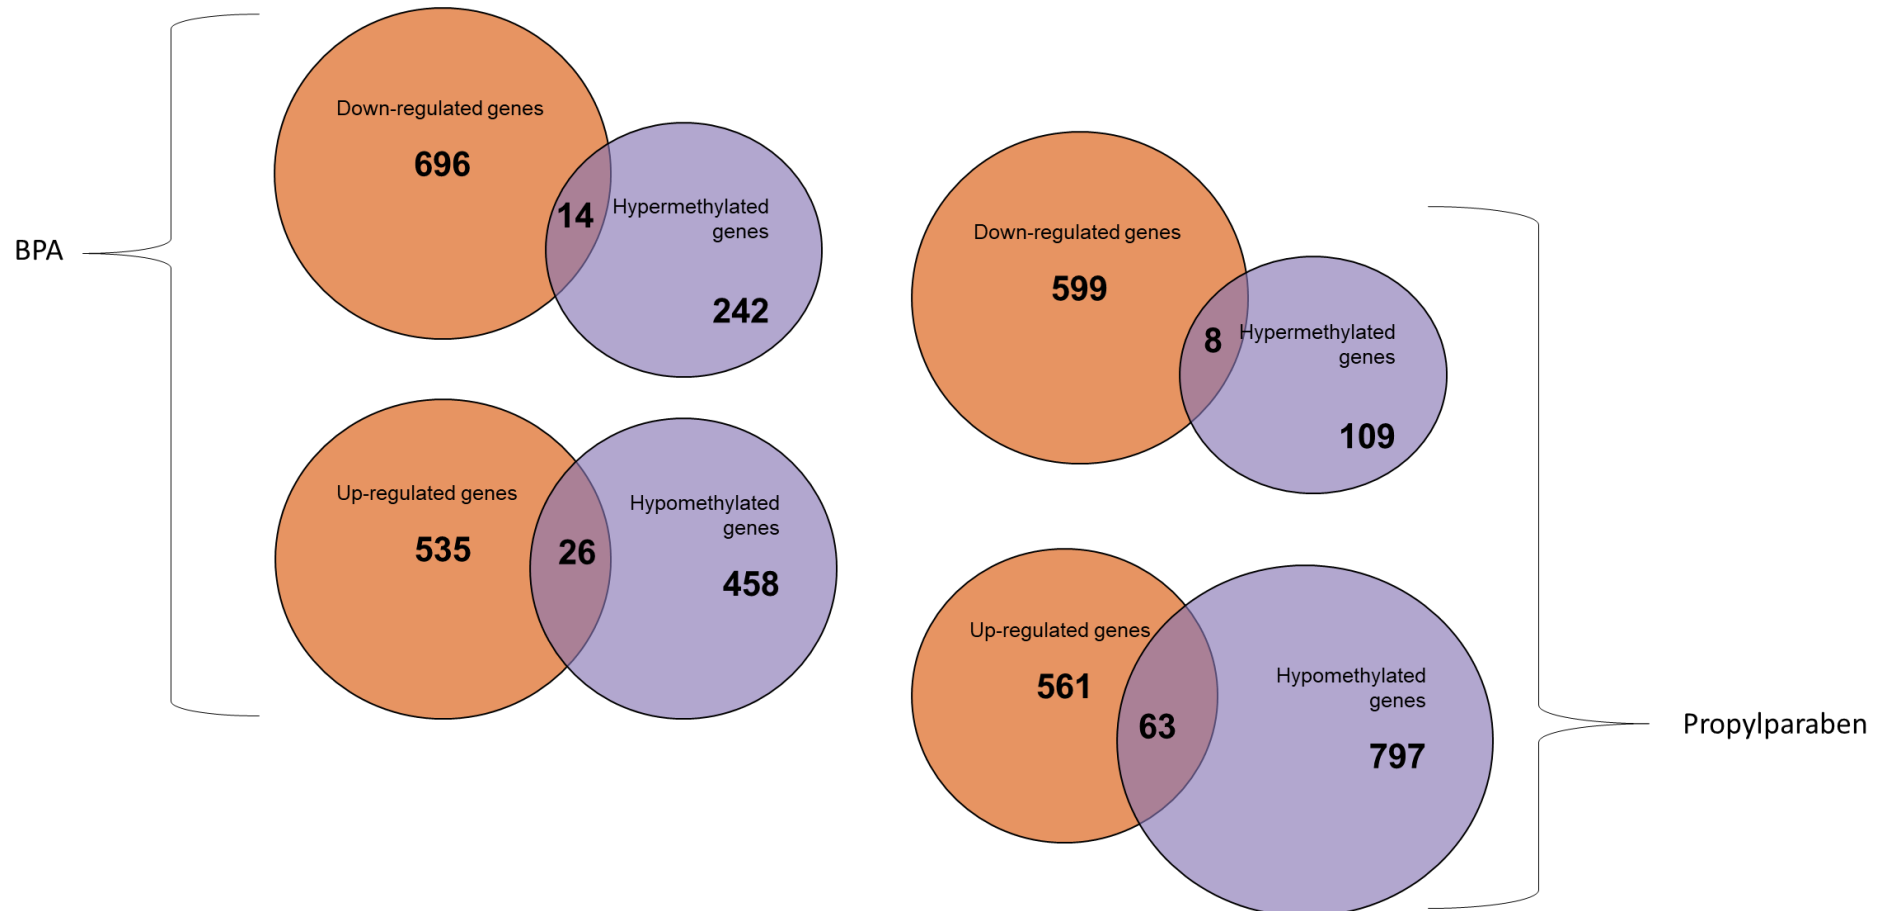 BPA
Down-regulated genes
696
14
Hypermethylated
genes
242
Up-regulated genes
535
26
Hypomethylated
genes
458
Down-regulated genes
599
8
Hypermethylated
genes
109
Up-regulated genes
561
63
Hypomethylated
genes
797
Propylparaben